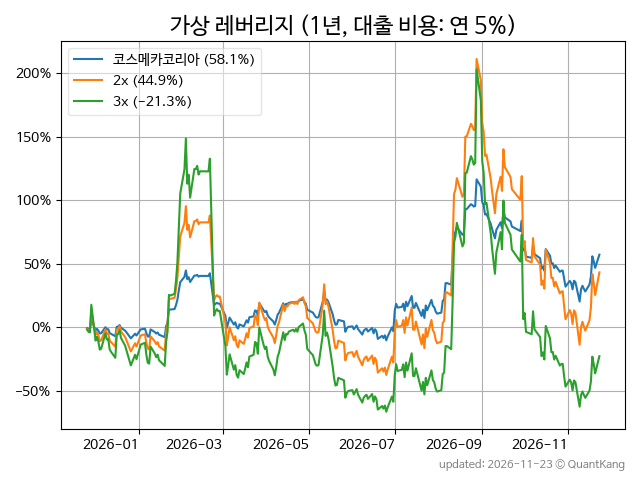 가상 레버리지 (1년, 대출 비용: 연 5%)
코스메카코리아 (58.1%)
2x (44.9%)
3x (−21.3%)
200%
150%
100%
50%
0%
−50%
2026-01
2026-03
2026-05
2026-07
2026-09
2026-11
updated: 2026-11-23 © QuantKang